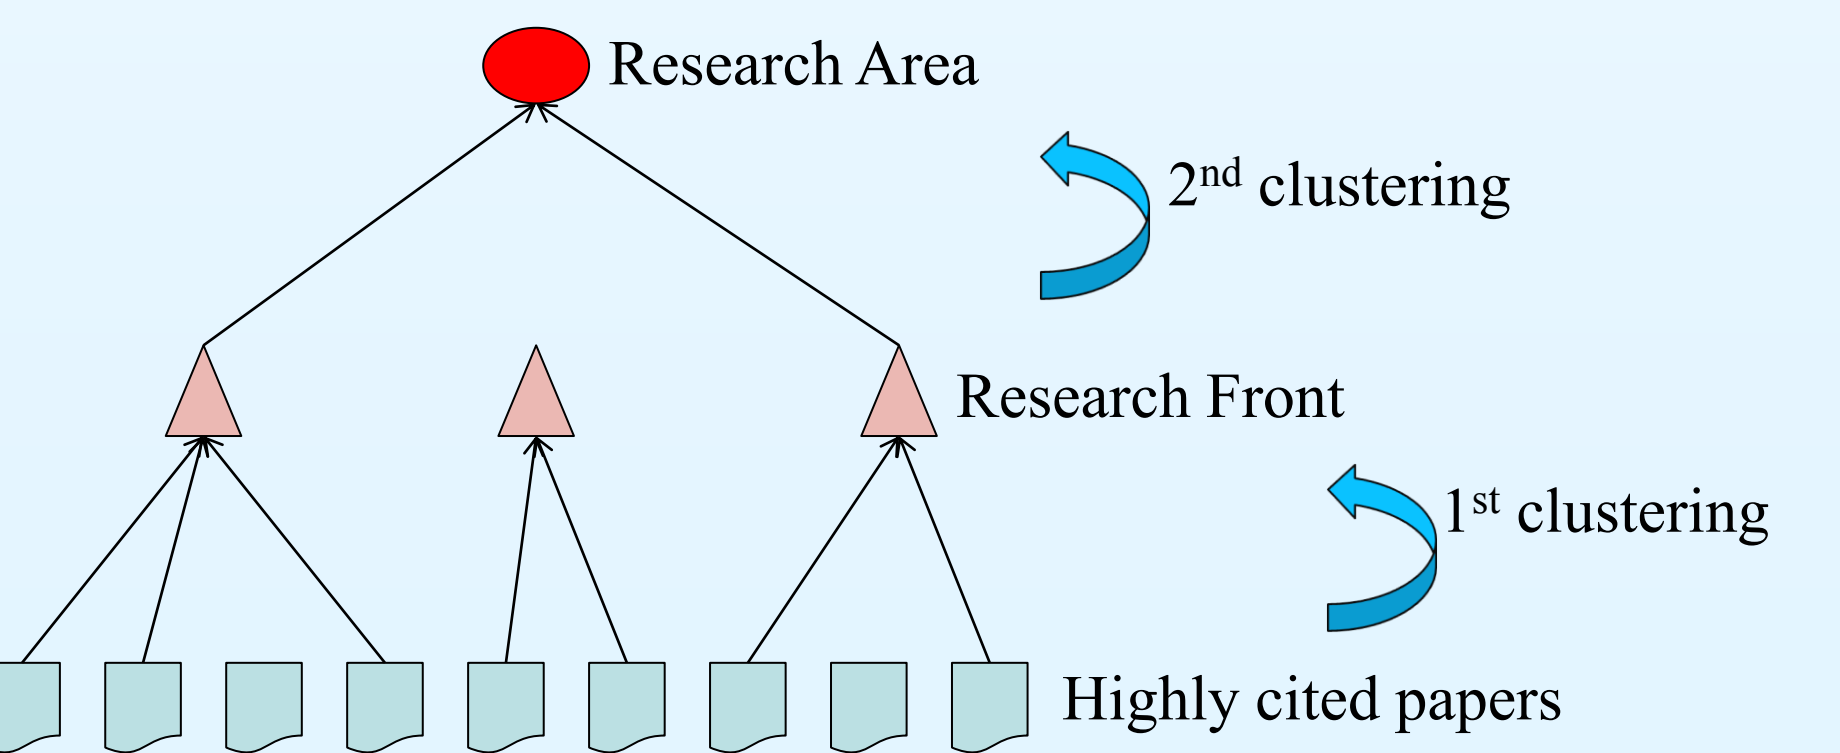 Research Area
2nd clustering
Research Front
1st clustering
Highly cited papers